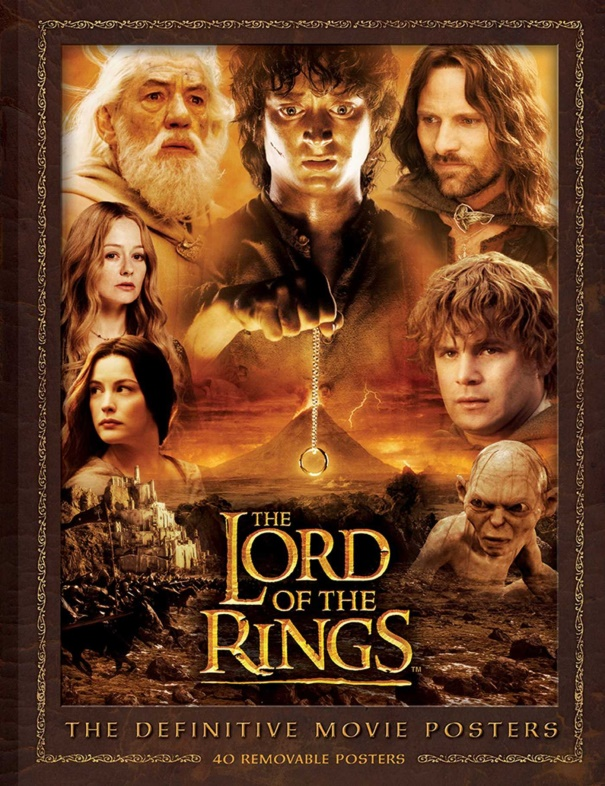 THE
LORD
OF THE
RINGS
™
THE DEFINITIVE MOVIE POSTERS
40 REMOVABLE POSTERS